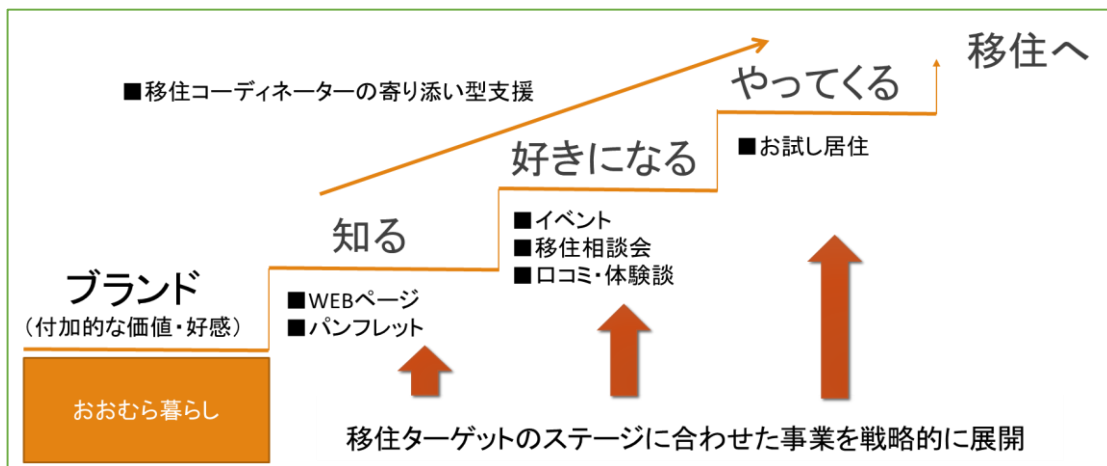 移住へ
やってくる
■移住コーディネーターの寄り添い型支援
■お試し居住
好きになる
■イベント
■移住相談会
■口コミ・体験談
知る
■WEBページ
■パンフレット
ブランド
（付加的な価値・好感）
おおむら暮らし
移住ターゲットのステージに合わせた事業を戦略的に展開